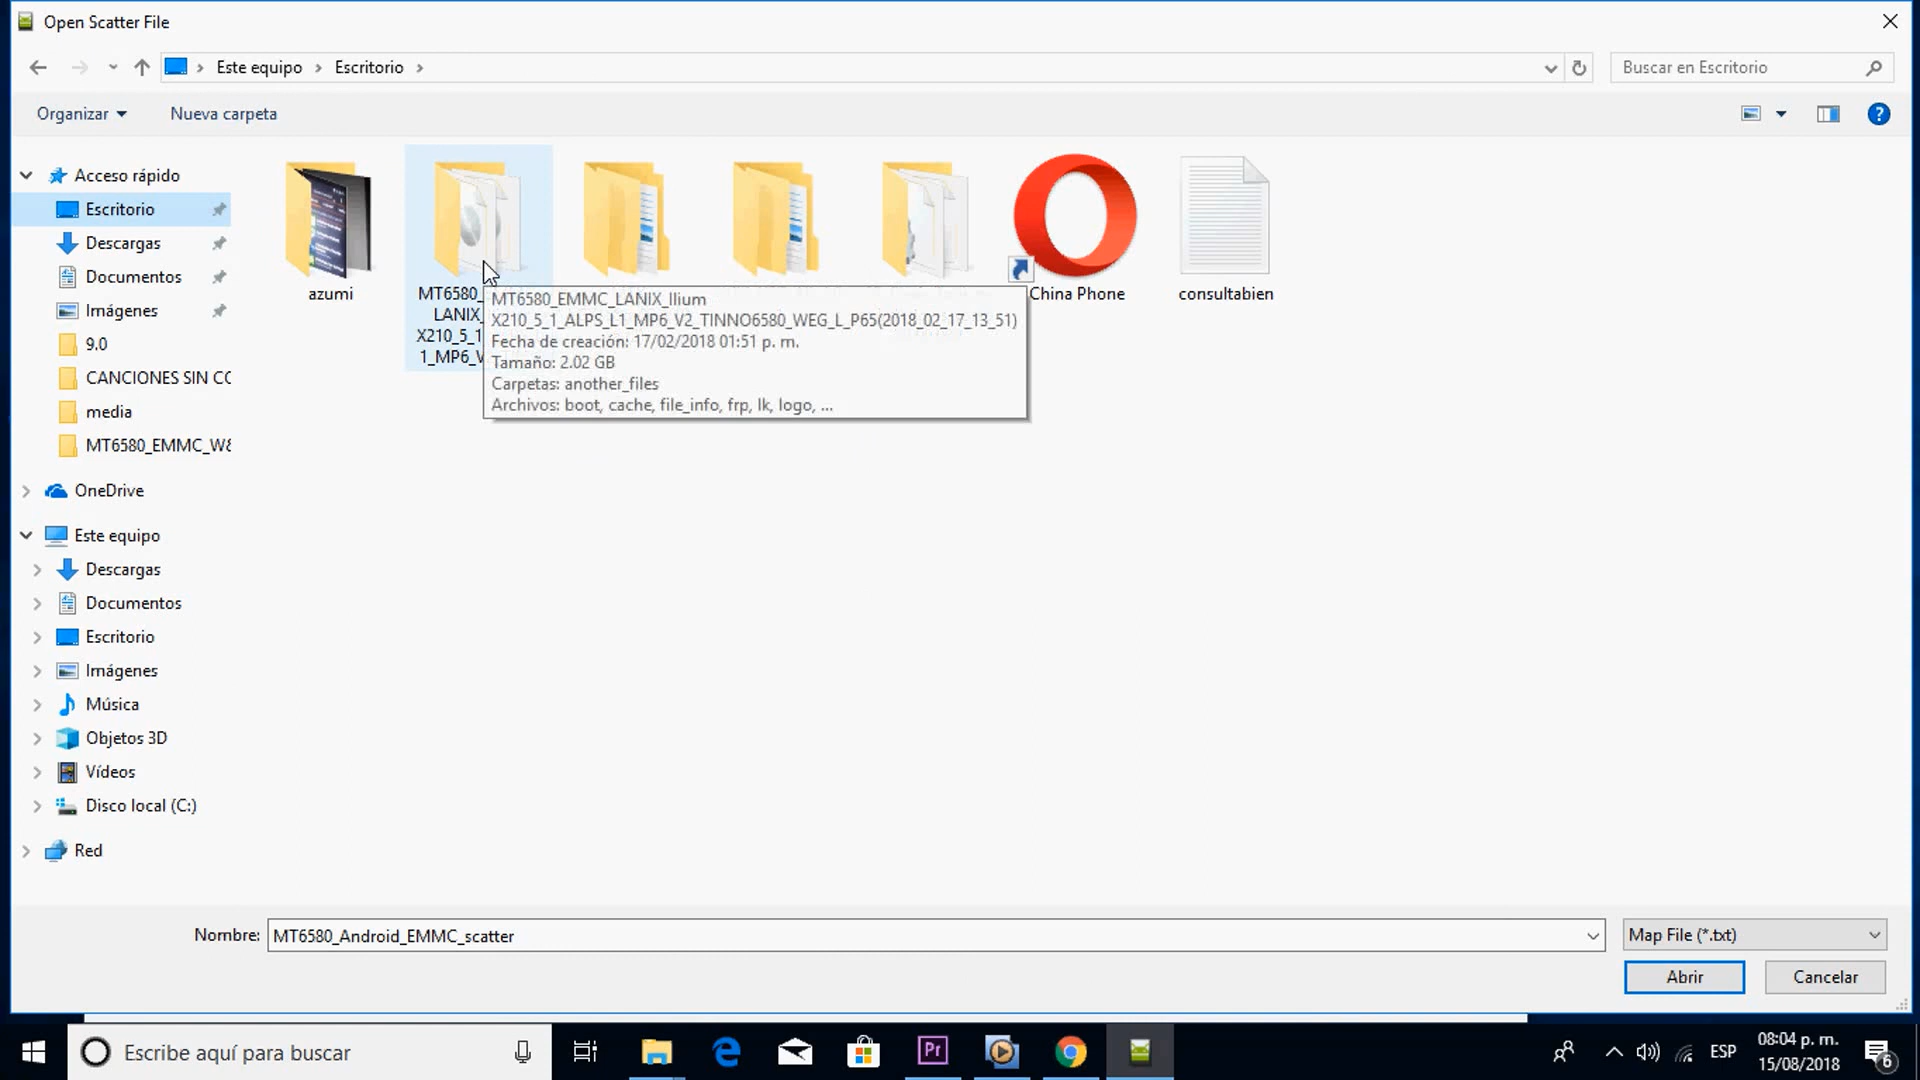 Open Scatter File
Este equipo
Escritorio
Buscar en Escritorio
Organizar
Nueva carpeta
Acceso rápido
Escritorio
Descargas
Documentos
Imágenes
9.0
CANCIONES SIN CC
media
MT6580_EMMC_W8
OneDrive
Este equipo
Descargas
Documentos
Escritorio
Imágenes
Música
Objetos 3D
Vídeos
Disco local (C:)
Red
azumi
MT6580_
LANIX_
X210_5_1
1_MP6_V
MT6580_EMMC_LANIX_Ilium
X210_5_1_ALPS_L1_MP6_V2_TINNO6580_WEG_L_P65(2018_02_17_13_51)
Fecha de creación: 17/02/2018 01:51 p. m.
Tamaño: 2.02 GB
Carpetas: another_files
Archivos: boot, cache, file_info, frp, lk, logo, ...
China Phone
consultabien
Nombre:
MT6580_Android_EMMC_scatter
Map File (*.txt)
Abrir
Cancelar
Escribe aquí para buscar
Pr
ESP
08:04 p. m.
15/08/2018
6